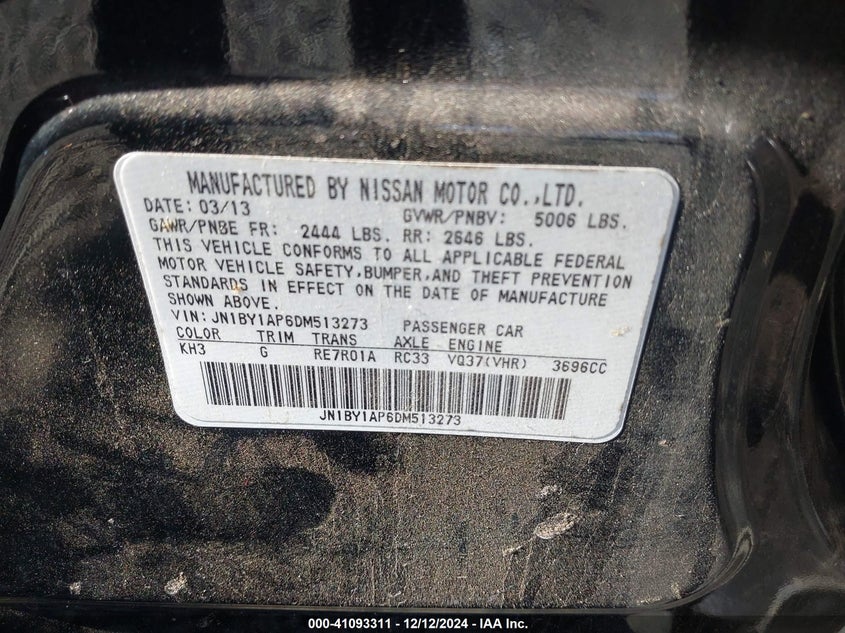 MANUFACTURED BY NISSAN MOTOR CO.,LTD.
DATE: 03/13 GVWR/PNBV: 5006 LBS.
GAWR/PNBE FR: 2444 LBS. RR: 2646 LBS.
THIS VEHICLE CONFORMS TO ALL APPLICABLE FEDERAL
MOTOR VEHICLE SAFETY,BUMPER,AND THEFT PREVENTION
STANDARDS IN EFFECT ON THE DATE OF MANUFACTURE
SHOWN ABOVE.
VIN:JN1BY1AP6DM513273 PASSENGER CAR
COLOR TRIM TRANS AXLE ENGINE
KH3 G RE7R01A RC33 VQ37(VHR) 3696CC
JN1BY1AP6DM513273
000-41093311 - 12/12/2024 - IAA Inc.